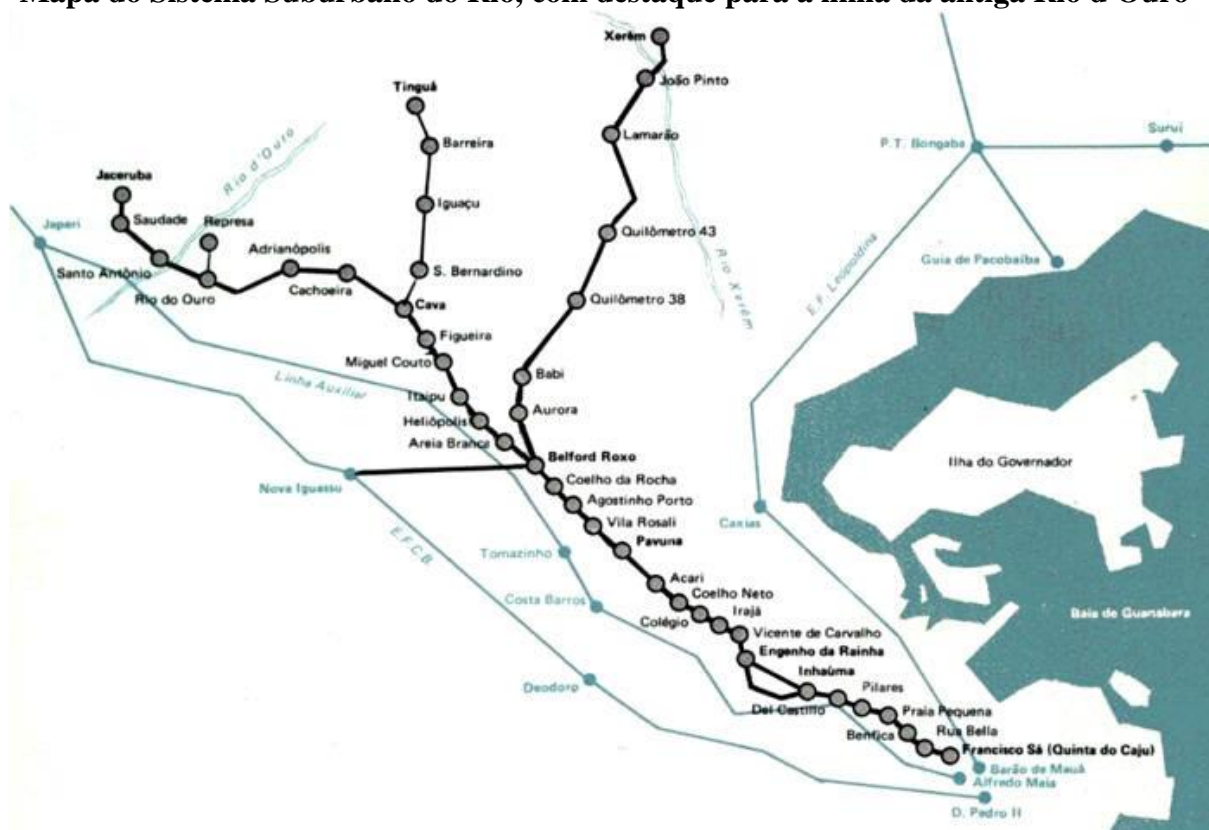 Mapa do Sistema Suburbano do Rio, com destaque para a linha da antiga Rio d'Ouro
Xerém
João Pinto
Tinguá
Lamarão
Surui
Rio d'Ouro
Barreira
P.T. Bongaba
Jaceruba
Iguaçu
Saudade
Represa
Japeri
Quilômetro 43
Adrianópolis
E.F. Leopoldina
Guia de Pacobaíba
Santo Antônio
S. Bernardino
Rio Xerém
Rio do Ouro
Cachoeira
Cava
Quilômetro 38
Figueira
Miguel Couto
Linha Auxiliar
Babi
Itaipu
Aurora
Heliópolis
Areia Branca
Belford Roxo
Ilha do Governador
Nova Iguassu
Coelho da Rocha
Agostinho Porto
Vila Rosali
Caxias
E.F.C.B.
Pavuna
Tomazinho
Acari
Coelho Neto
Costa Barros
Irajá
Baia de Guanabara
Colégio
Vicente de Carvalho
Engenho da Rainha
Inhaúma
Deodoro
Pilares
Del Castillo
Praia Pequena
Benfica
Rua Bella
Francisco Sá (Quinta do Caju)
Barão de Mauá
Alfredo Maia
D. Pedro II